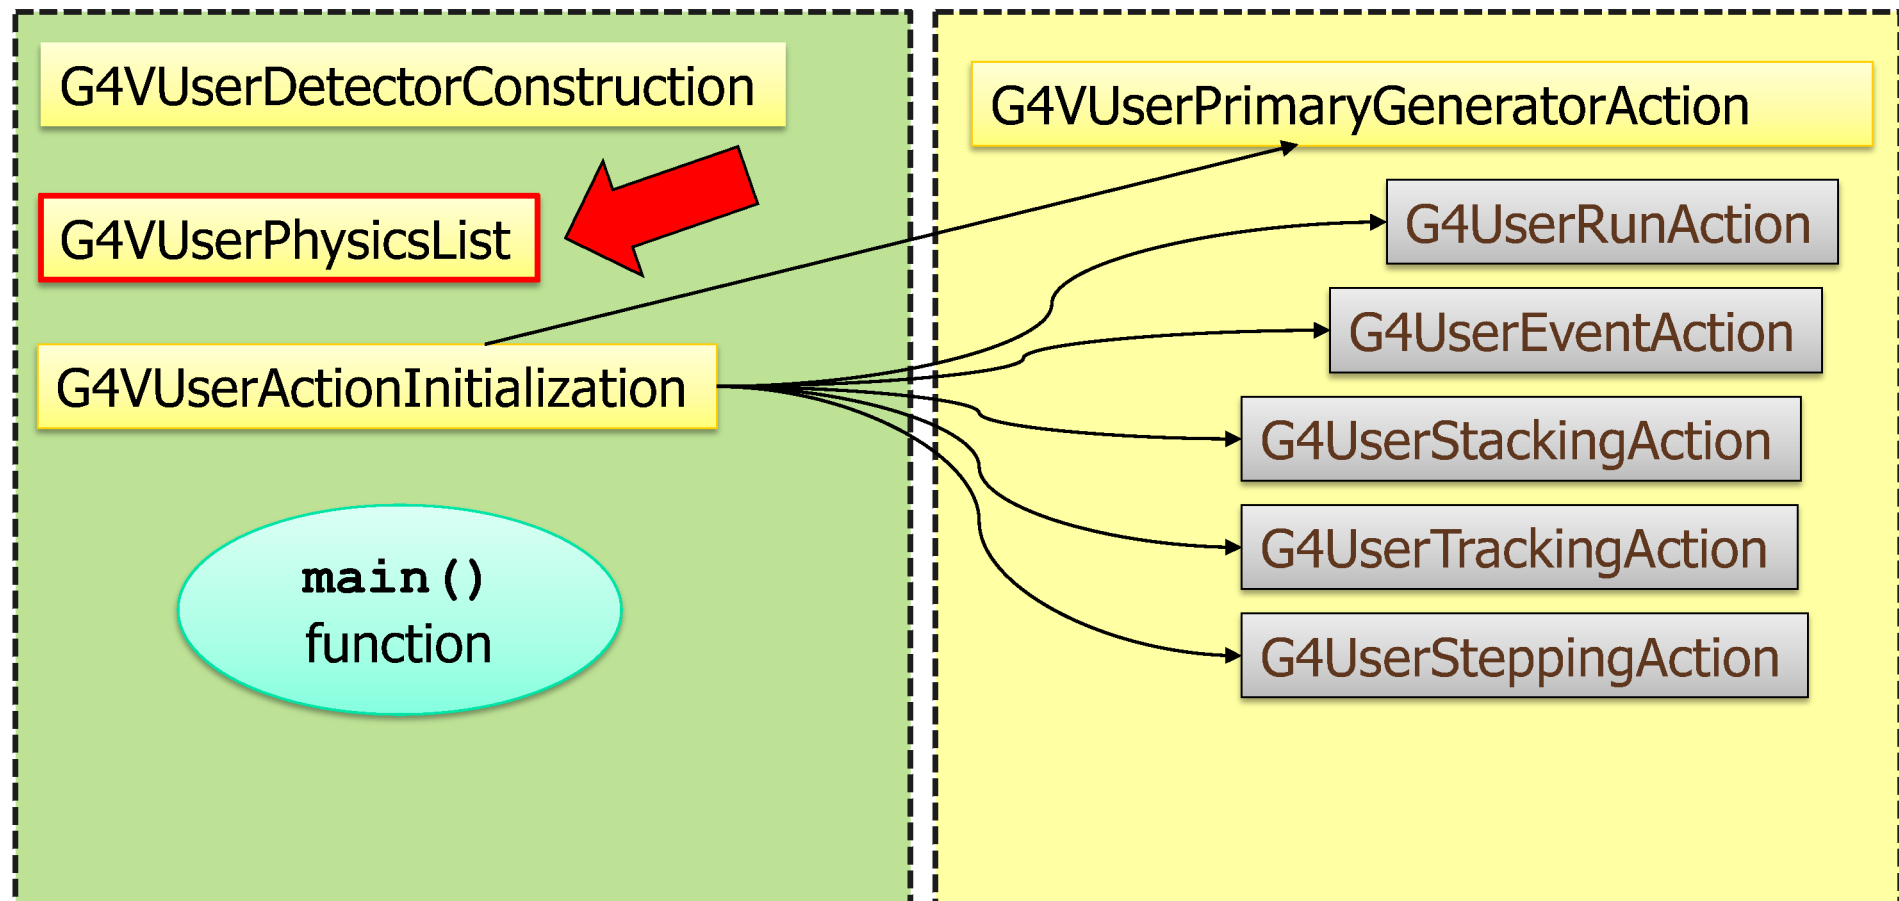 G4VUserDetectorConstruction
G4VUserPhysicsList
G4VUserActionInitialization
main()
function
G4VUserPrimaryGeneratorAction
G4UserRunAction
G4UserEventAction
G4UserStackingAction
G4UserTrackingAction
G4UserSteppingAction